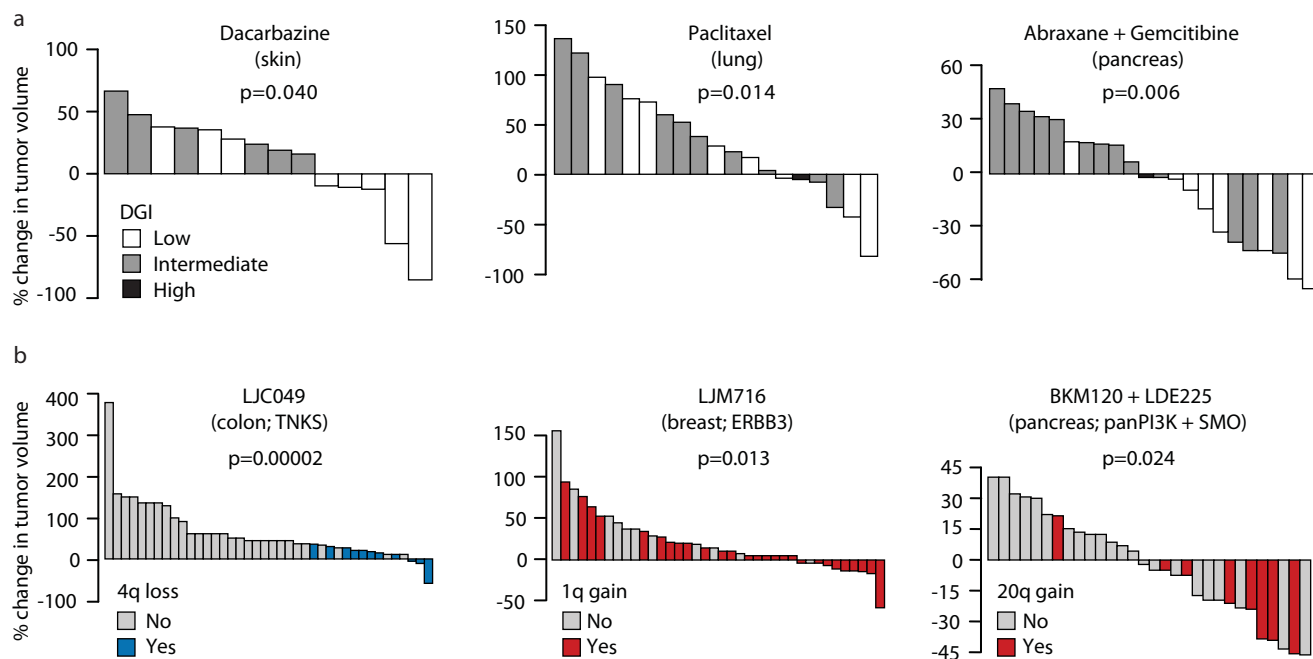 a
Dacarbazine
(skin)
p=0.040
% change in tumor volume
100
50
0
-50
-100
DGI
Low
Intermediate
High
Paclitaxel
(lung)
p=0.014
150
100
50
0
-50
-100
Abraxane + Gemcitibine
(pancreas)
p=0.006
60
30
0
-30
-60
b
LJC049
(colon; TNKS)
p=0.00002
% change in tumor volume
400
300
200
100
0
-100
4q loss
No
Yes
LJM716
(breast; ERBB3)
p=0.013
150
100
50
0
-50
1q gain
No
Yes
BKM120 + LDE225
(pancreas; panPI3K + SMO)
p=0.024
45
30
15
0
-15
-30
-45
20q gain
No
Yes